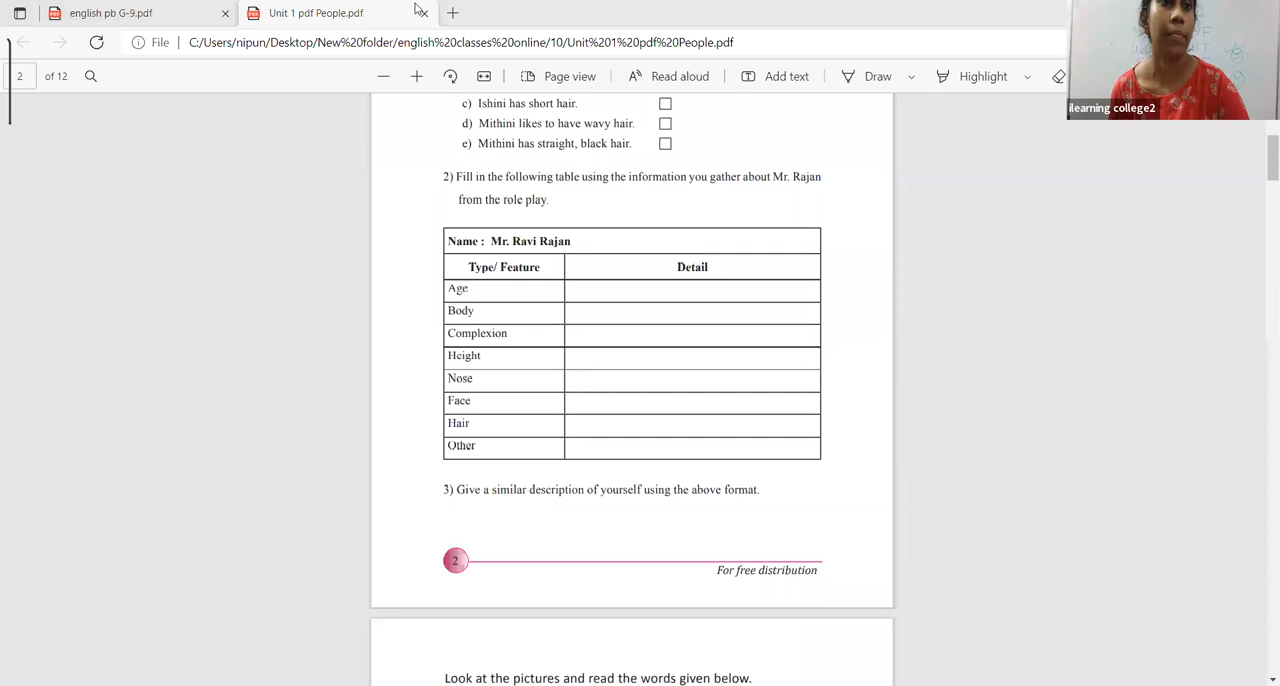 english pb G-9.pdf
Unit 1 pdf People.pdf
File
C:/Users/nipun/Desktop/New%20folder/english%20classes%20online/10/Unit%201%20pdf%20People.pdf
2 of 12
Page view
Read aloud
Add text
Draw
Highlight
ilearning college2
c) Ishini has short hair.
d) Mithini likes to have wavy hair.
e) Mithini has straight, black hair.
2) Fill in the following table using the information you gather about Mr. Rajan
from the role play.
Name : Mr. Ravi Rajan
Type/ Feature Detail
Age
Body
Complexion
Height
Nose
Face
Hair
Other
3) Give a similar description of yourself using the above format.
2
For free distribution
Look at the pictures and read the words given below.